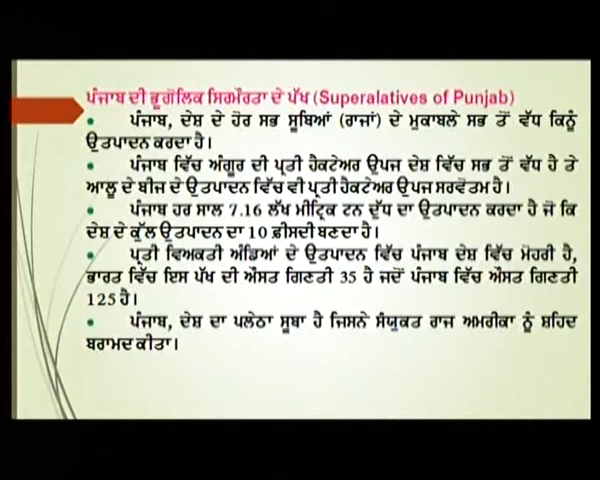 ਪੰਜਾਬ ਦੀ ਭੂਗੋਲਿਕ ਸਿਰਮੌਰਤਾ ਦੇ ਪੱਖ (Superalatives of Punjab)
• ਪੰਜਾਬ, ਦੇਸ਼ ਦੇ ਹੋਰ ਸਭ ਸੂਬਿਆਂ (ਰਾਜਾਂ) ਦੇ ਮੁਕਾਬਲੇ ਸਭ ਤੋਂ ਵੱਧ ਕਿਨੂੰ
ਉਤਪਾਦਨ ਕਰਦਾ ਹੈ।
• ਪੰਜਾਬ ਵਿੱਚ ਅੰਗੂਰ ਦੀ ਪ੍ਰਤੀ ਹੈਕਟੇਅਰ ਉਪਜ ਦੇਸ਼ ਵਿੱਚ ਸਭ ਤੋਂ ਵੱਧ ਹੈ ਤੇ
ਆਲੂ ਦੇ ਬੀਜ ਦੇ ਉਤਪਾਦਨ ਵਿੱਚ ਵੀ ਪ੍ਰਤੀ ਹੈਕਟੇਅਰ ਉਪਜ ਸਰਵੋਤਮ ਹੈ।
• ਪੰਜਾਬ ਹਰ ਸਾਲ 7.16 ਲੱਖ ਮੀਟ੍ਰਿਕ ਟਨ ਦੁੱਧ ਦਾ ਉਤਪਾਦਨ ਕਰਦਾ ਹੈ ਜੋ ਕਿ
ਦੇਸ਼ ਦੇ ਕੁੱਲ ਉਤਪਾਦਨ ਦਾ 10 ਫ਼ੀਸਦੀ ਬਣਦਾ ਹੈ।
• ਪ੍ਰਤੀ ਵਿਅਕਤੀ ਅੰਡਿਆਂ ਦੇ ਉਤਪਾਦਨ ਵਿੱਚ ਪੰਜਾਬ ਦੇਸ਼ ਵਿੱਚ ਮੋਹਰੀ ਹੈ,
ਭਾਰਤ ਵਿੱਚ ਇਸ ਪੱਖ ਦੀ ਔਸਤ ਗਿਣਤੀ 35 ਹੈ ਜਦੋਂ ਪੰਜਾਬ ਵਿੱਚ ਔਸਤ ਗਿਣਤੀ
125 ਹੈ।
• ਪੰਜਾਬ, ਦੇਸ਼ ਦਾ ਪਲੇਠਾ ਸੂਬਾ ਹੈ ਜਿਸਨੇ ਸੰਯੁਕਤ ਰਾਜ ਅਮਰੀਕਾ ਨੂੰ ਸ਼ਹਿਦ
ਬਰਾਮਦ ਕੀਤਾ।